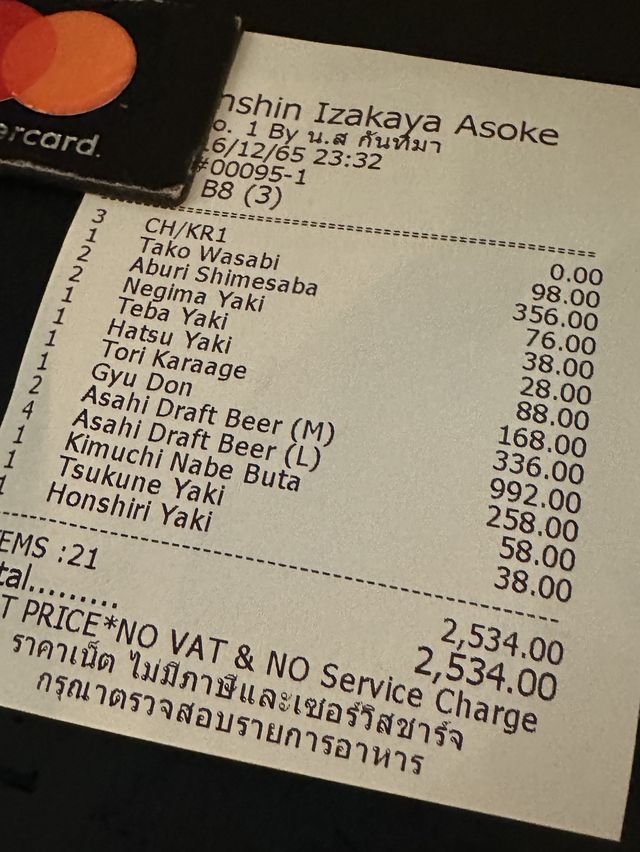 ercard.
nshin Izakaya Asoke
o. 1 By น.ส กันทิมา
6/12/65 23:32
#00095-1
B8 (3)
3 CH/KR1 0.00
1 Tako Wasabi 98.00
2 Aburi Shimesaba 356.00
2 Negima Yaki 76.00
1 Teba Yaki 38.00
1 Hatsu Yaki 28.00
1 Tori Karaage 88.00
1 Gyu Don 168.00
2 Asahi Draft Beer (M) 336.00
4 Asahi Draft Beer (L) 992.00
1 Kimuchi Nabe Buta 258.00
1 Tsukune Yaki 58.00
1 Honshiri Yaki 38.00
EMS :21 2,534.00
tal......... 2,534.00
T PRICE*NO VAT & NO Service Charge
ราคาเน็ต ไม่มีภาษีและเซอร์วิสชาร์จ
กรุณาตรวจสอบรายการอาหาร